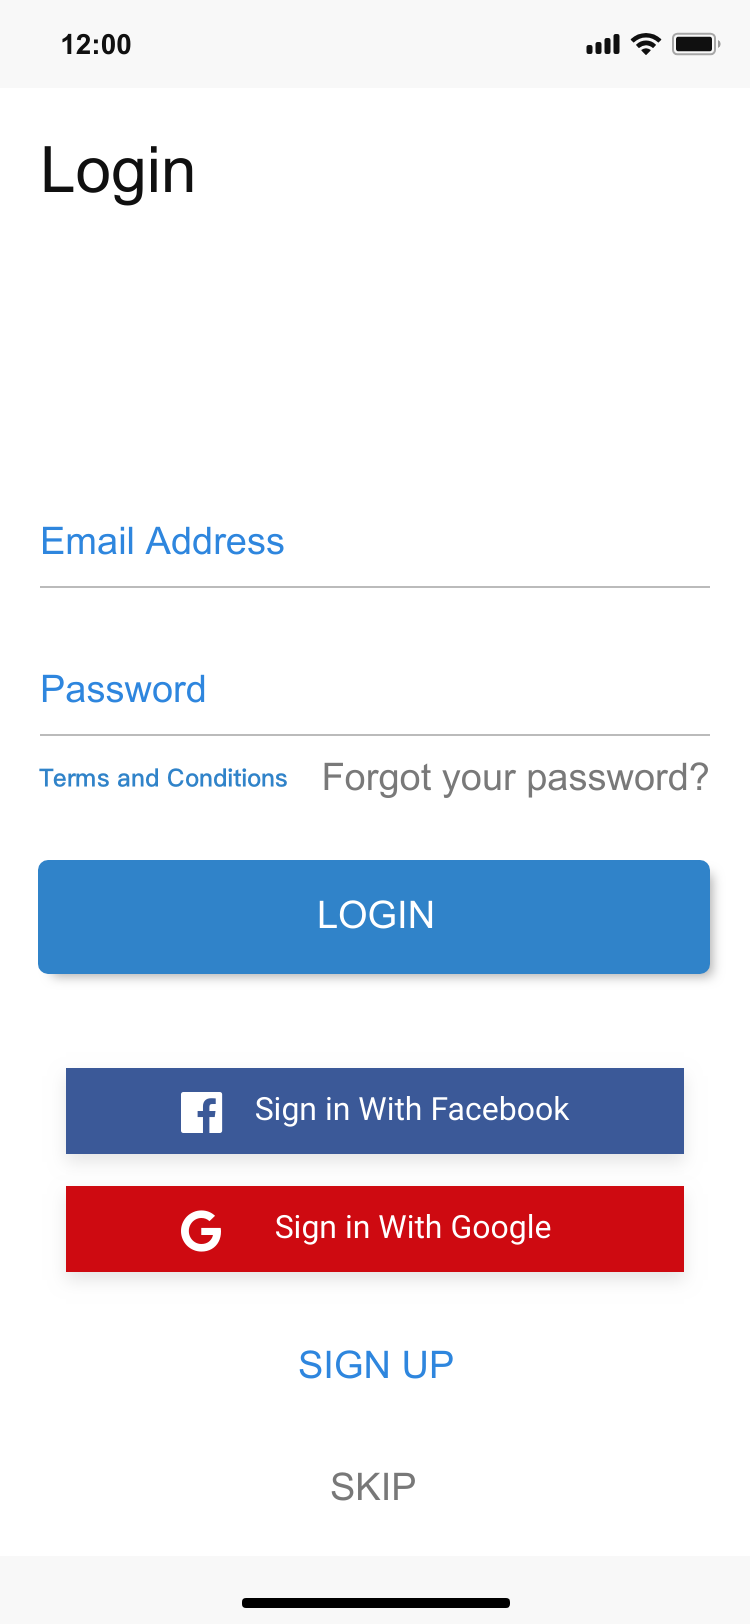 12:00
Login
Email Address
Password
Terms and Conditions Forgot your password?
LOGIN
Sign in With Facebook
Sign in With Google
SIGN UP
SKIP